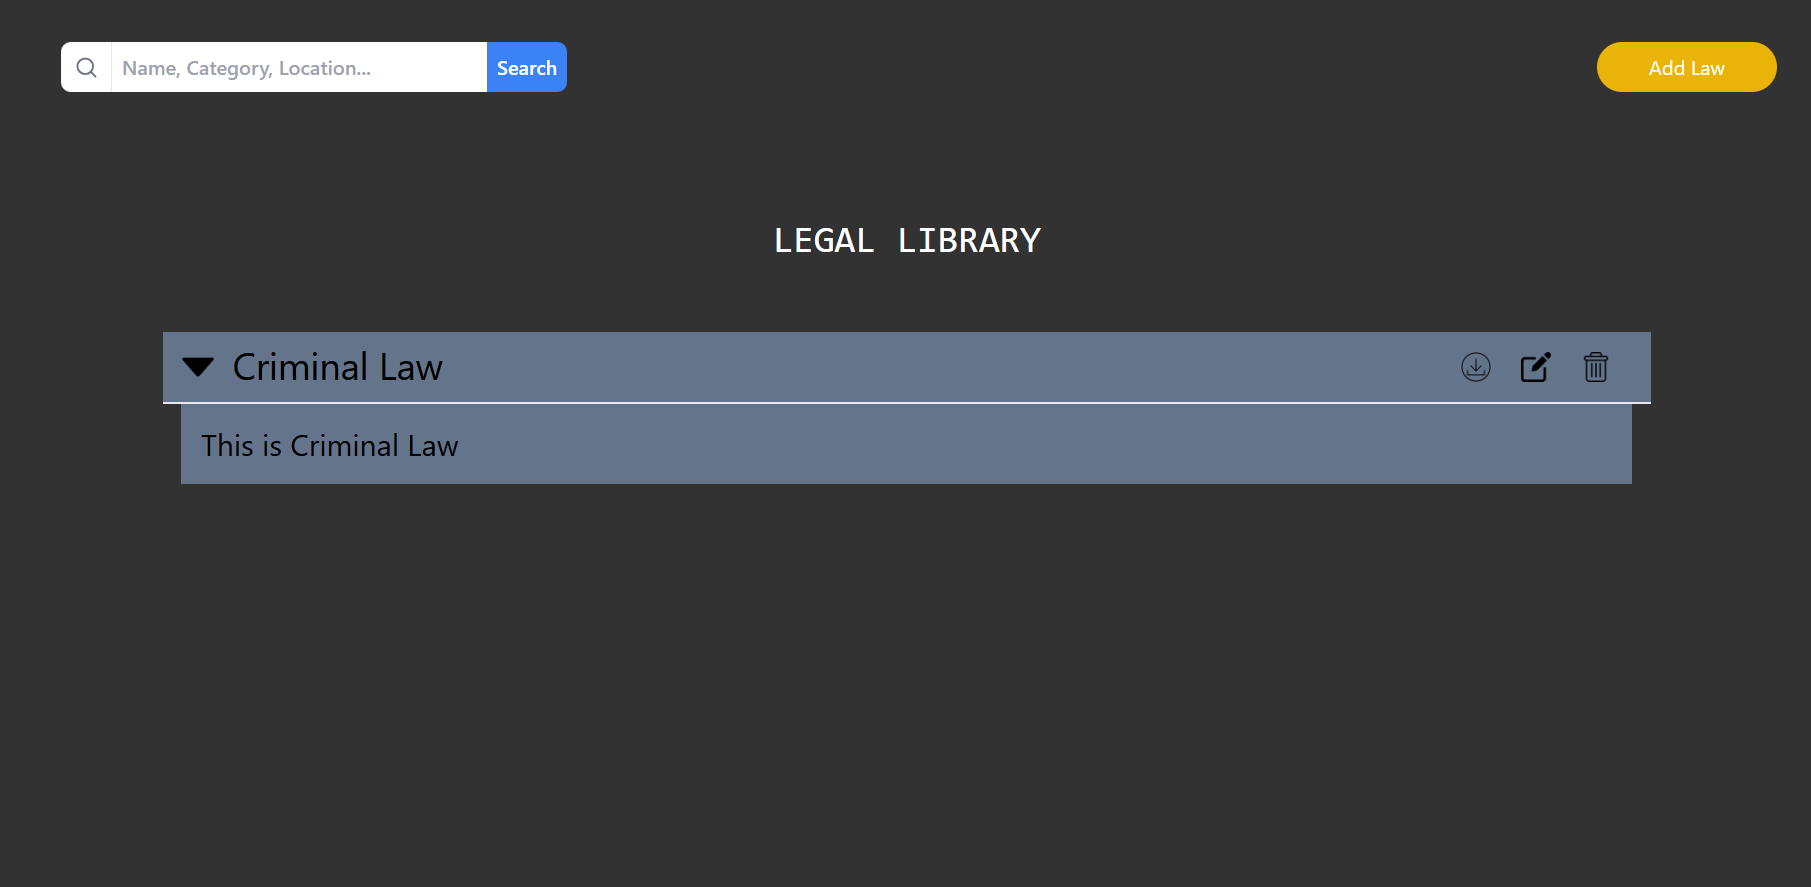 Name, Category, Location...
Search
Add Law
LEGAL LIBRARY
Criminal Law
This is Criminal Law